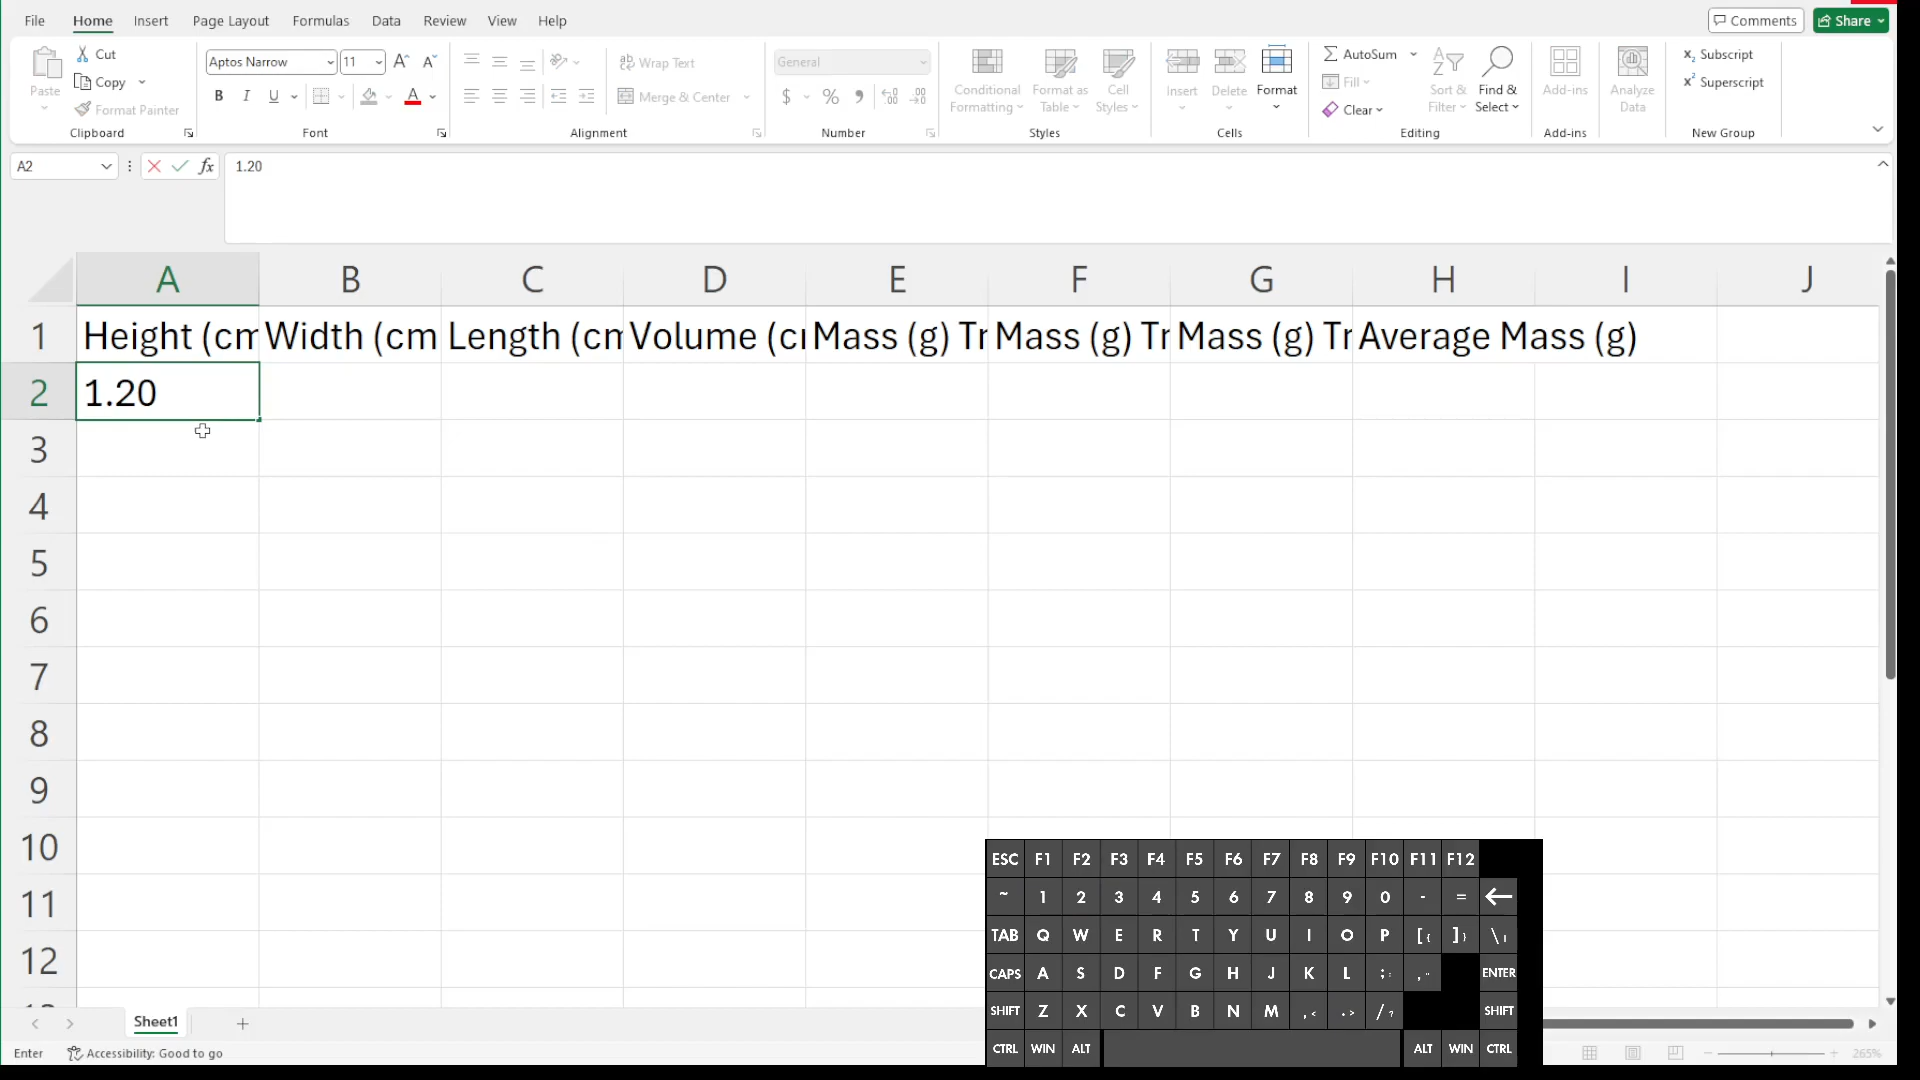 File Home Insert Page Layout Formulas Data Review View Help Comments Share
Paste Cut Copy Format Painter Clipboard
Aptos Narrow 11 A A B I U A Font
ab Wrap Text Merge & Center Alignment
General $ % Number
Conditional Formatting Format as Table Cell Styles Styles
Insert Delete Format Cells
AutoSum Fill Clear Sort & Filter Find & Select Editing
Add-ins Add-ins
Analyze Data
Subscript Superscript New Group
A2 fx 1.20
A B C D E F G H I J
1 Height (cm Width (cm Length (cm Volume (c Mass (g) Tr Mass (g) Tr Mass (g) Tr Average Mass (g)
2 1.20
3
4
5
6
7
8
9
10
11
12
ESC F1 F2 F3 F4 F5 F6 F7 F8 F9 F10 F11 F12
~ 1 2 3 4 5 6 7 8 9 0 - = ←
TAB Q W E R T Y U I O P [{ ]} \|
CAPS A S D F G H J K L ;: ," ENTER
SHIFT Z X C V B N M ,< .> /? SHIFT
CTRL WIN ALT ALT WIN CTRL
Sheet1 +
Enter Accessibility: Good to go 265%